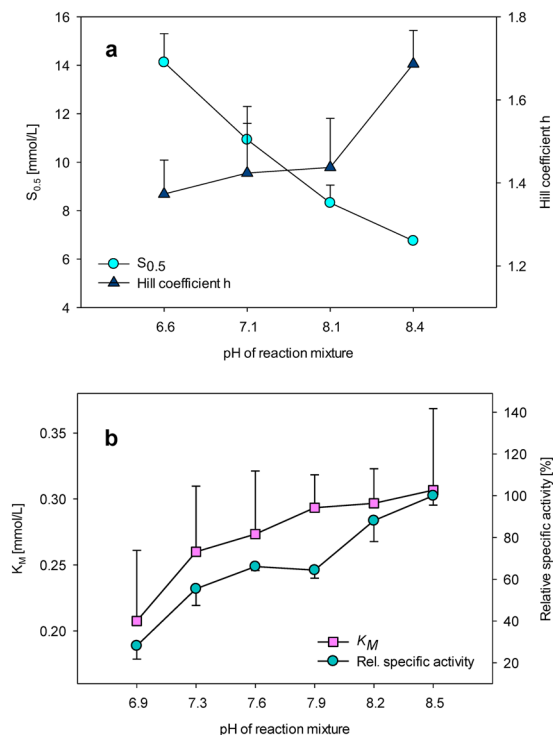 a
16
14
12
10
8
6
4
S0.5 [mmol/L]
1.8
1.6
1.4
1.2
Hill coefficient h
S0.5
Hill coefficient h
6.6 7.1 8.1 8.4
pH of reaction mixture
b
0.35
0.30
0.25
0.20
KM [mmol/L]
140
120
100
80
60
40
20
Relative specific activity [%]
KM
Rel. specific activity
6.9 7.3 7.6 7.9 8.2 8.5
pH of reaction mixture